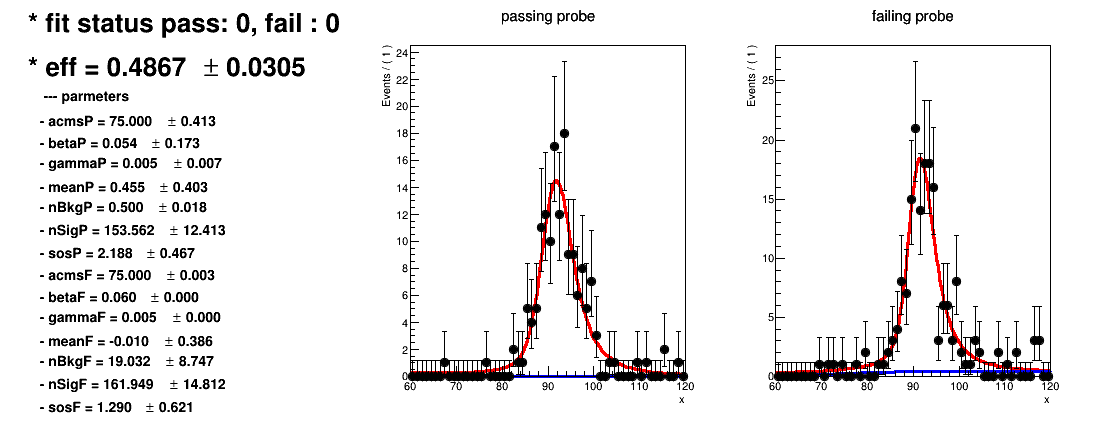 * fit status pass: 0, fail : 0
* eff = 0.4867 ± 0.0305
--- parmeters
- acmsP = 75.000 ± 0.413
- betaP = 0.054 ± 0.173
- gammaP = 0.005 ± 0.007
- meanP = 0.455 ± 0.403
- nBkgP = 0.500 ± 0.018
- nSigP = 153.562 ± 12.413
- sosP = 2.188 ± 0.467
- acmsF = 75.000 ± 0.003
- betaF = 0.060 ± 0.000
- gammaF = 0.005 ± 0.000
- meanF = -0.010 ± 0.386
- nBkgF = 19.032 ± 8.747
- nSigF = 161.949 ± 14.812
- sosF = 1.290 ± 0.621
passing probe
Events / ( 1 )
24
22
20
18
16
14
12
10
8
6
4
2
0
60 70 80 90 100 110 120
x
failing probe
Events / ( 1 )
25
20
15
10
5
0
60 70 80 90 100 110 120
x